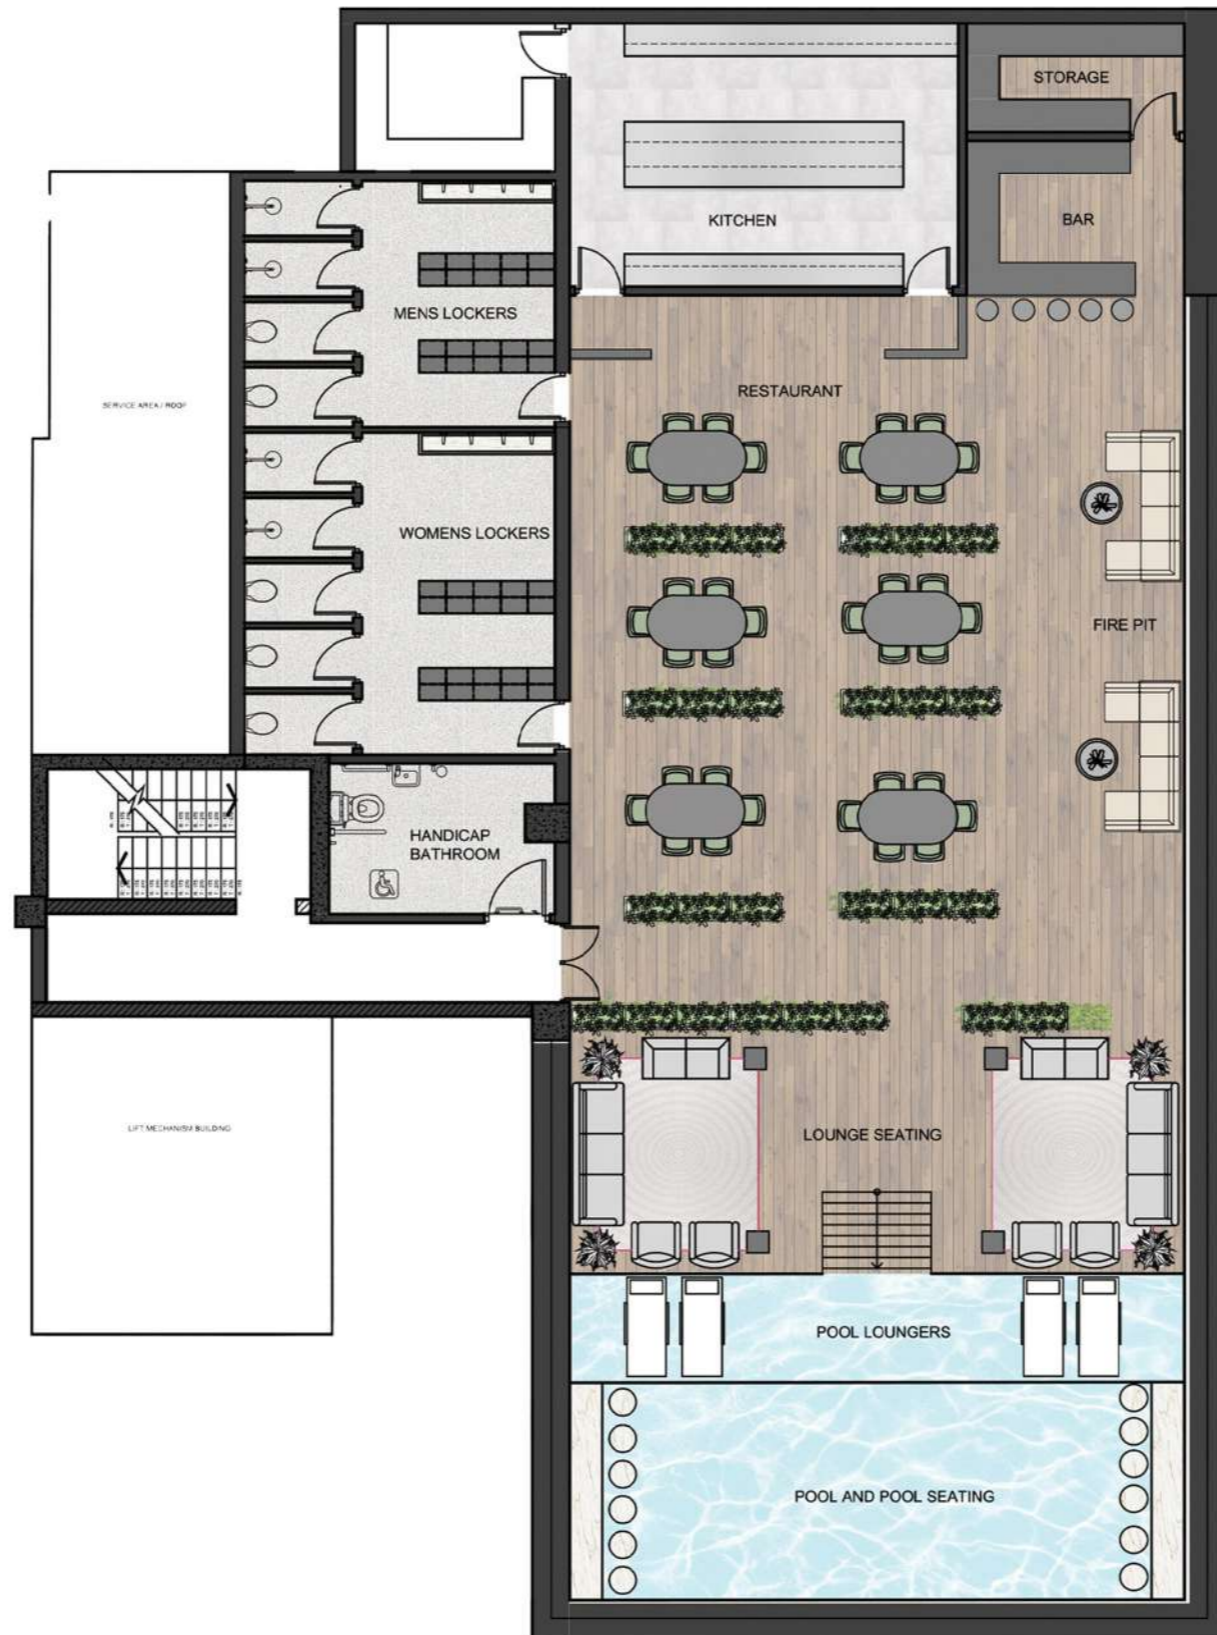 STORAGE
BAR
KITCHEN
MENS LOCKERS
RESTAURANT
SERVICE AREA / ROOF
WOMENS LOCKERS
FIRE PIT
HANDICAP
BATHROOM
LIFT MECHANISM BUILDING
LOUNGE SEATING
POOL LOUNGERS
POOL AND POOL SEATING